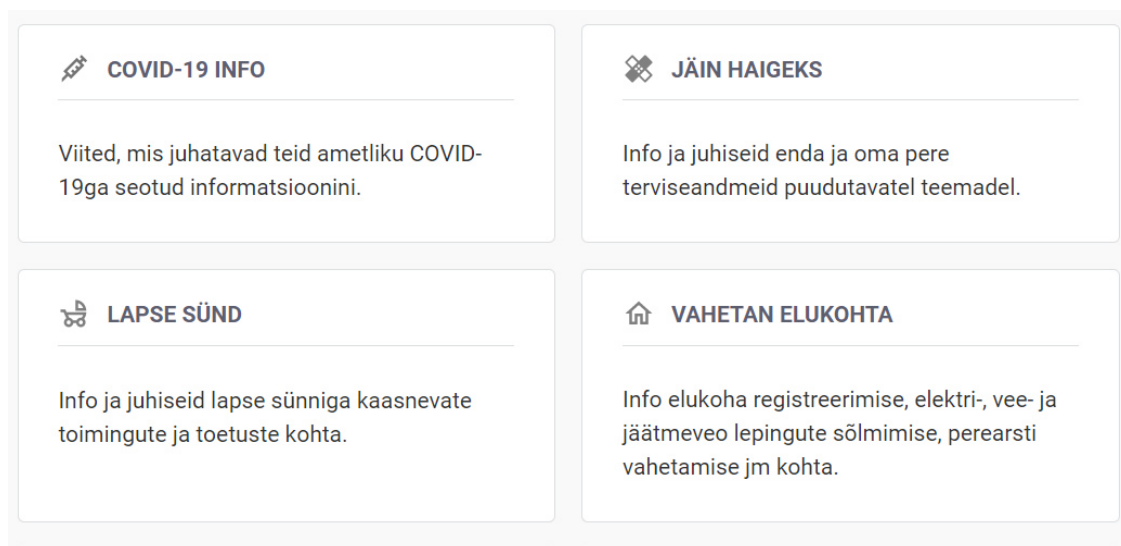 COVID-19 INFO
Viited, mis juhatavad teid ametliku COVID-
19ga seotud informatsioonini.
JÄIN HAIGEKS
Info ja juhiseid enda ja oma pere
terviseandmeid puudutavatel teemadel.
LAPSE SÜND
Info ja juhiseid lapse sünniga kaasnevate
toimingute ja toetuste kohta.
VAHETAN ELUKOHTA
Info elukoha registreerimise, elektri-, vee- ja
jäätmeveo lepingute sõlmimise, perearsti
vahetamise jm kohta.